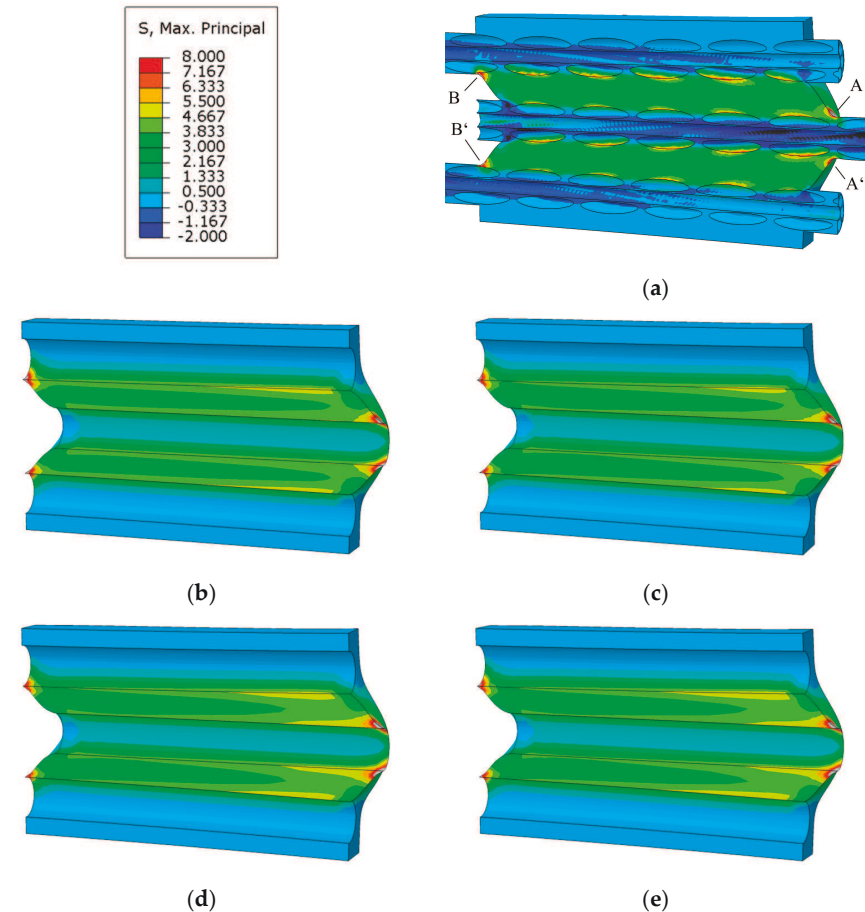 S, Max. Principal
8.000
7.167
6.333
5.500
4.667
3.833
3.000
2.167
1.333
0.500
-0.333
-1.167
-2.000
A
B
B‘
A‘
(a)
(b)
(c)
(d)
(e)